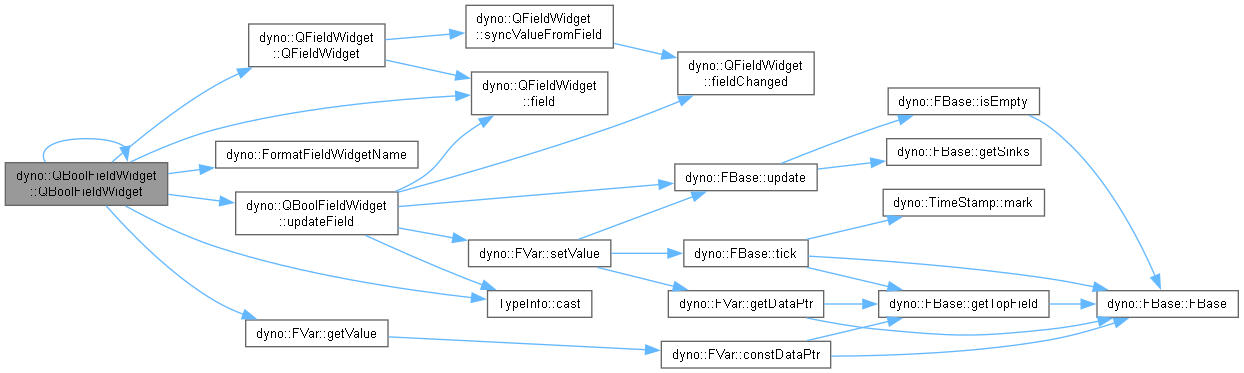 dyno::QBoolFieldWidget
::QBoolFieldWidget
dyno::QFieldWidget
::QFieldWidget
dyno::FormatFieldWidgetName
dyno::QBoolFieldWidget
::updateField
dyno::FVar::getValue
dyno::QFieldWidget
::syncValueFromField
dyno::QFieldWidget
::field
dyno::FVar::setValue
TypeInfo::cast
dyno::QFieldWidget
::fieldChanged
dyno::FBase::update
dyno::FBase::tick
dyno::FVar::getDataPtr
dyno::FVar::constDataPtr
dyno::FBase::isEmpty
dyno::FBase::getSinks
dyno::TimeStamp::mark
dyno::FBase::getTopField
dyno::FBase::FBase